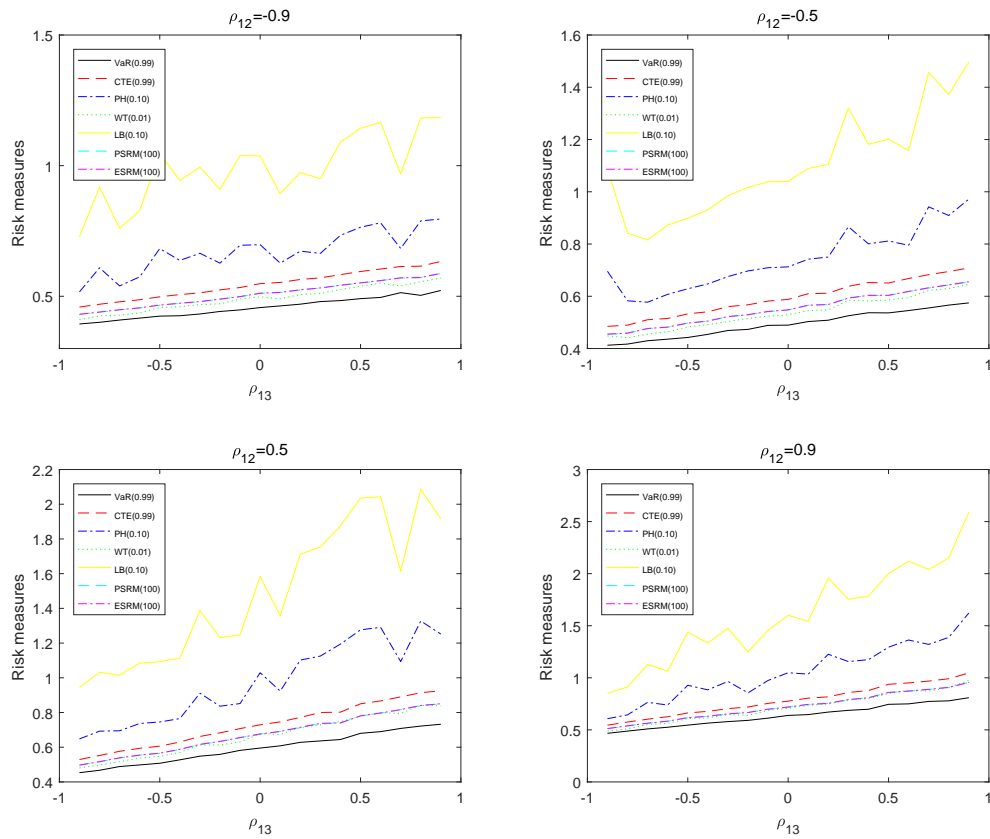 ρ12=-0.9
1.5
1
0.5
Risk measures
VaR(0.99)
CTE(0.99)
PH(0.10)
WT(0.01)
LB(0.10)
PSRM(100)
ESRM(100)
-1 -0.5 0 0.5 1
ρ13
ρ12=-0.5
1.6
1.4
1.2
1
0.8
0.6
0.4
Risk measures
VaR(0.99)
CTE(0.99)
PH(0.10)
WT(0.01)
LB(0.10)
PSRM(100)
ESRM(100)
-1 -0.5 0 0.5 1
ρ13
ρ12=0.5
2.2
2
1.8
1.6
1.4
1.2
1
0.8
0.6
0.4
Risk measures
VaR(0.99)
CTE(0.99)
PH(0.10)
WT(0.01)
LB(0.10)
PSRM(100)
ESRM(100)
-1 -0.5 0 0.5 1
ρ13
ρ12=0.9
3
2.5
2
1.5
1
0.5
0
Risk measures
VaR(0.99)
CTE(0.99)
PH(0.10)
WT(0.01)
LB(0.10)
PSRM(100)
ESRM(100)
-1 -0.5 0 0.5 1
ρ13